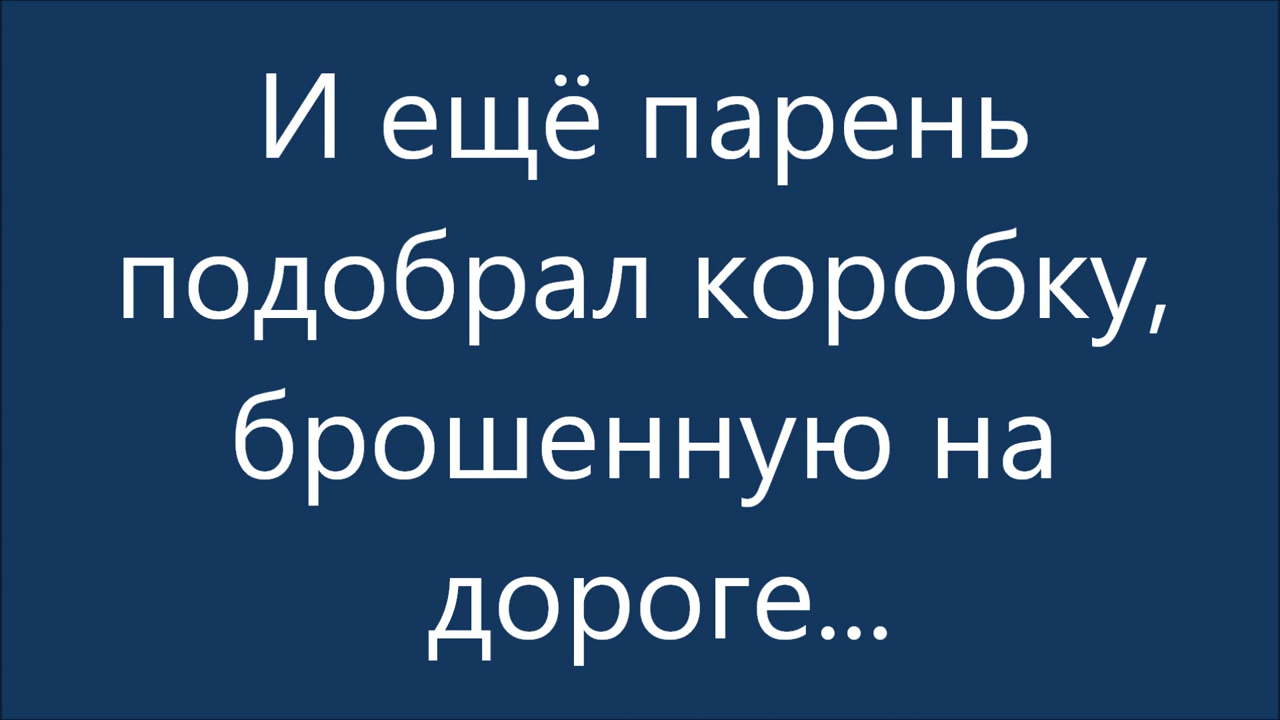 И ещё парень
подобрал коробку,
брошенную на
дороге...